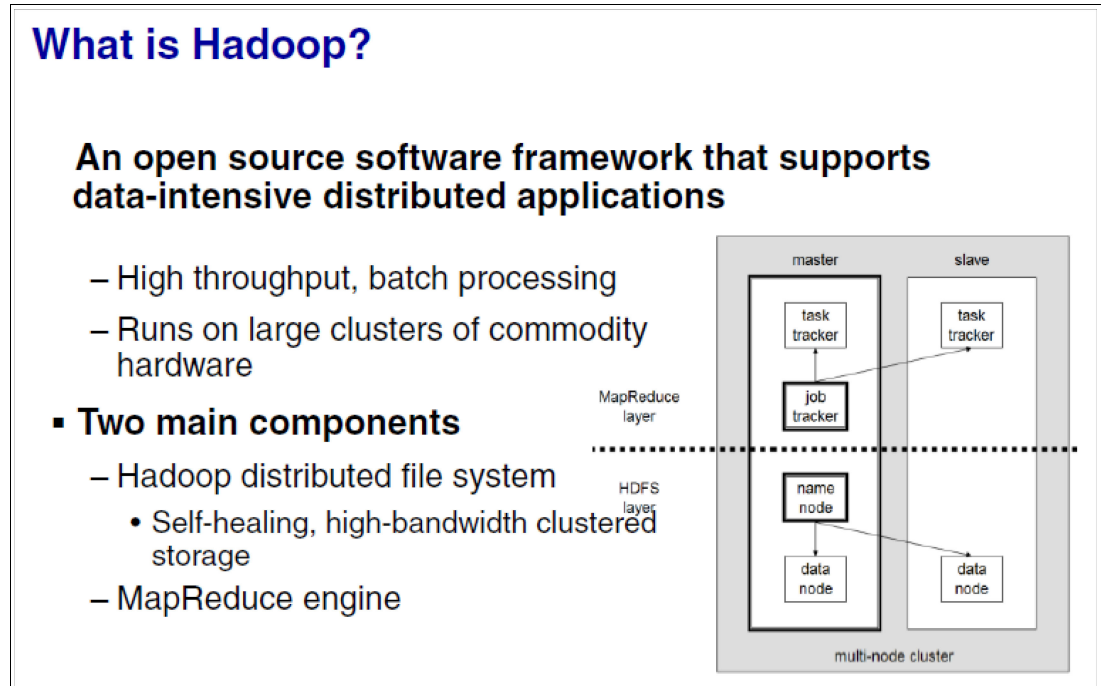 What is Hadoop?
An open source software framework that supports
data-intensive distributed applications
– High throughput, batch processing
– Runs on large clusters of commodity
hardware
▪ Two main components
– Hadoop distributed file system
• Self-healing, high-bandwidth clustered
storage
– MapReduce engine
master
slave
task
tracker
task
tracker
MapReduce
layer
job
tracker
HDFS
layer
name
node
data
node
data
node
multi-node cluster